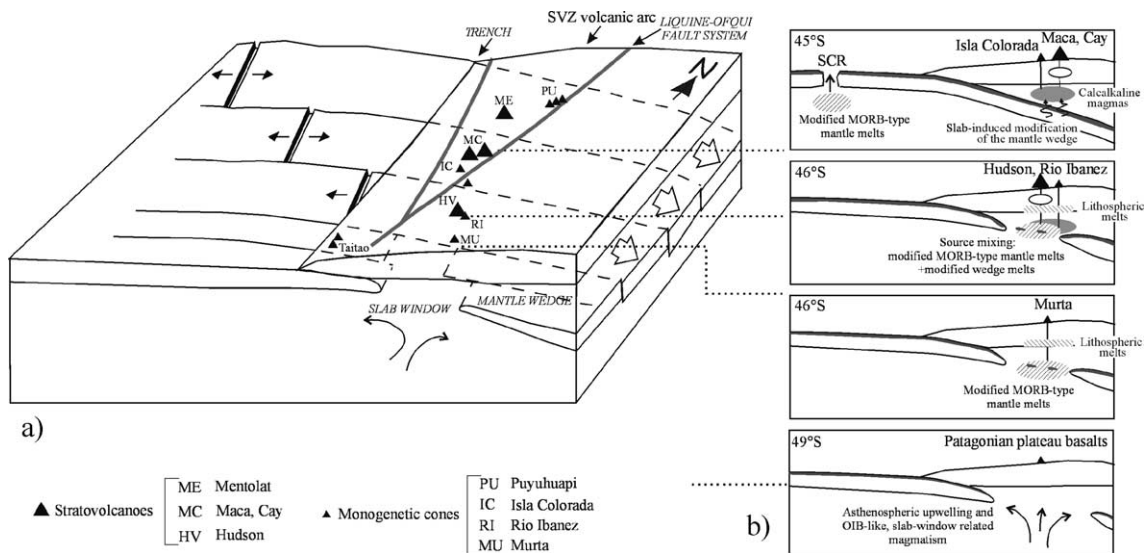 SVZ volcanic arc
TRENCH
LIQUINE-OFQUI
FAULT SYSTEM
N
ME
PU
MC
IC
HV
RI
MU
Taitao
SLAB WINDOW
MANTLE WEDGE
a)
45°S
Isla Colorada
Maca, Cay
SCR
Calcalkaline
magmas
Modified MORB-type
mantle melts
Slab-induced modification
of the mantle wedge
46°S
Hudson, Rio Ibanez
Lithospheric
melts
Source mixing:
modified MORB-type mantle melts
+modified wedge melts
46°S
Murta
Lithospheric
melts
Modified MORB-type
mantle melts
49°S
Patagonian plateau basalts
Asthenospheric upwelling and
OIB-like, slab-window related
magmatism
b)
Stratovolcanoes
ME Mentolat
MC Maca, Cay
HV Hudson
Monogenetic cones
PU Puyuhuapi
IC Isla Colorada
RI Rio Ibanez
MU Murta